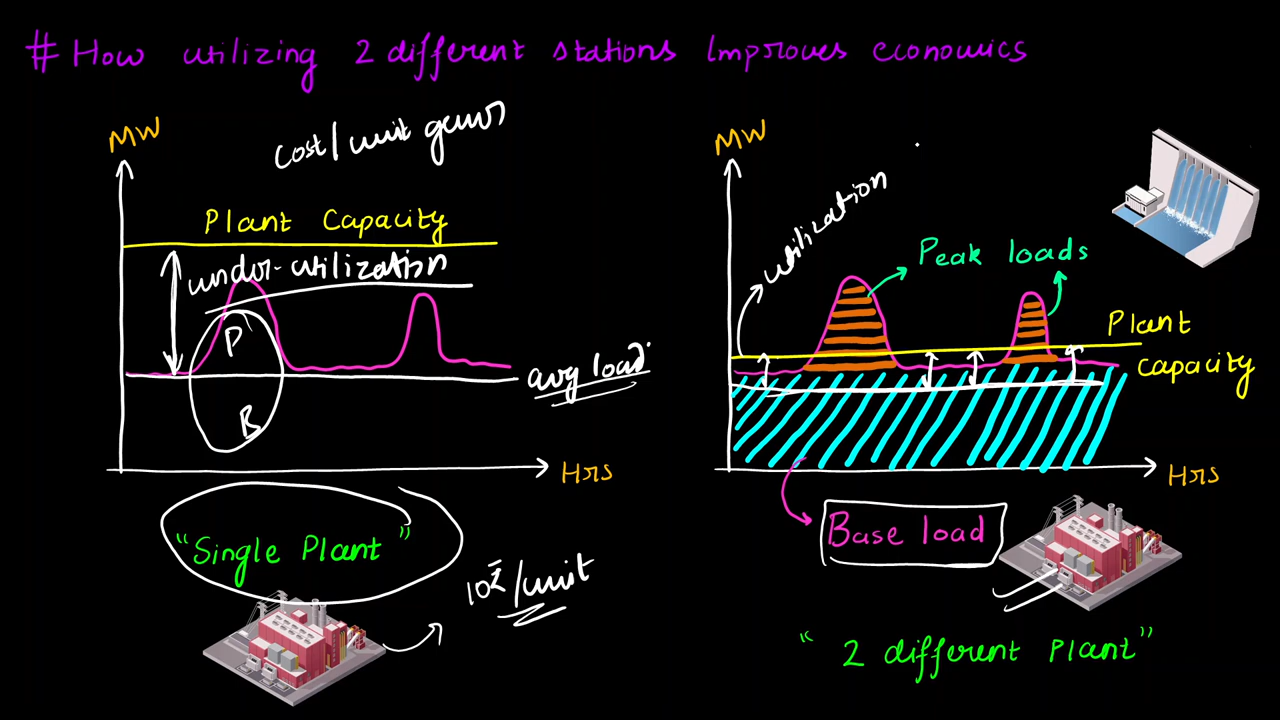 # How utilizing 2 different stations Improves economics
MW
cost/unit
Plant Capacity
under-utilization
P
B
avg load
Hrs
"Single Plant"
10₹/unit
MW
utilization
Peak loads
Plant
capacity
Hrs
Base load
"2 different Plant"